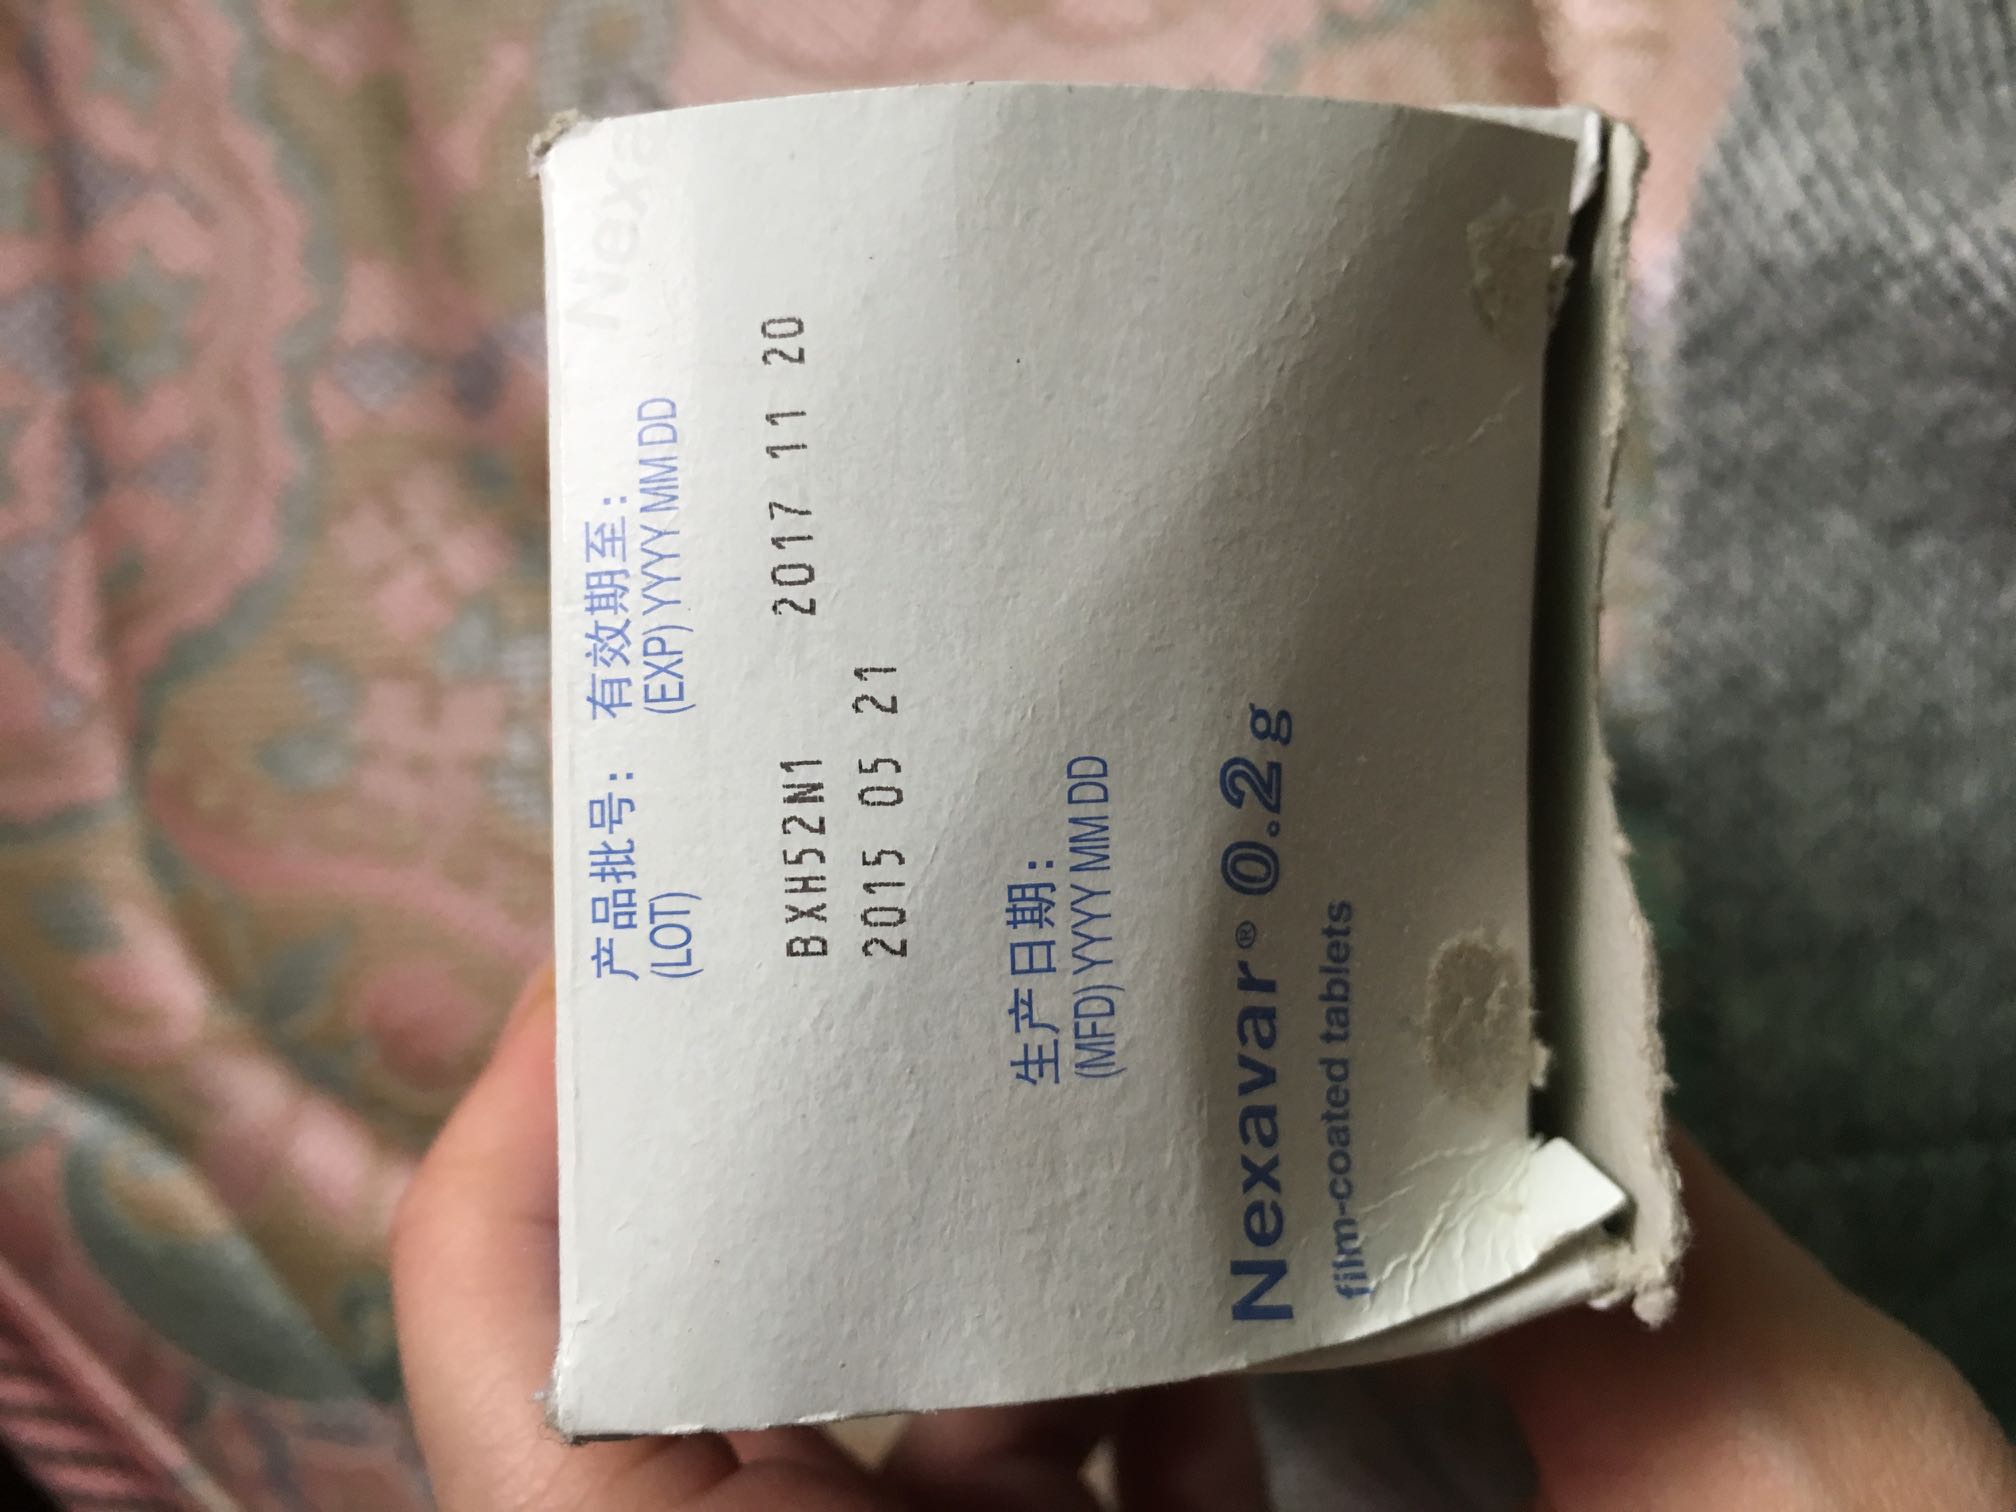 产品批号： 有效期至：
(LOT) (EXP) YYYY MM DD
BXH52N1 2017 11 20
2015 05 21
生产日期：
(MFD) YYYY MM DD
Nexavar® 0.2g
film-coated tablets
Nexa